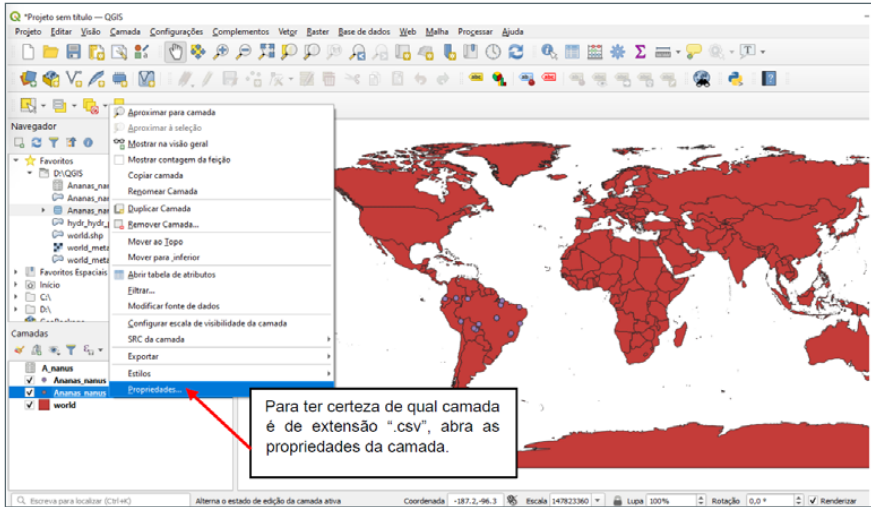 *Projeto sem título — QGIS
Projeto Editar Visão Camada Configurações Complementos Vetor Raster Base de dados Web Malha Processar Ajuda
Navegador
Favoritos
D:\QGIS
Ananas_nan
Ananas_nan
Ananas_nan
hydr_hydr_p
world.shp
world_meta
world_meta
Favoritos Espaciais
Início
C:\
D:\
Camadas
A_nanus
Ananas_nanus
Ananas_nanus
world
Aproximar para camada
Aproximar à seleção
Mostrar na visão geral
Mostrar contagem da feição
Copiar camada
Renomear Camada
Duplicar Camada
Remover Camada...
Mover ao Topo
Mover para _inferior
Abrir tabela de atributos
Filtrar...
Modificar fonte de dados
Configurar escala de visibilidade da camada
SRC da camada
Exportar
Estilos
Propriedades...
Para ter certeza de qual camada
é de extensão “.csv”, abra as
propriedades da camada.
Escreva para localizar (Ctrl+K) Alterna o estado de edição da camada ativa Coordenada -187.2,-96.3 Escala 147823360 Lupa 100% Rotação 0,0 ° Renderizar